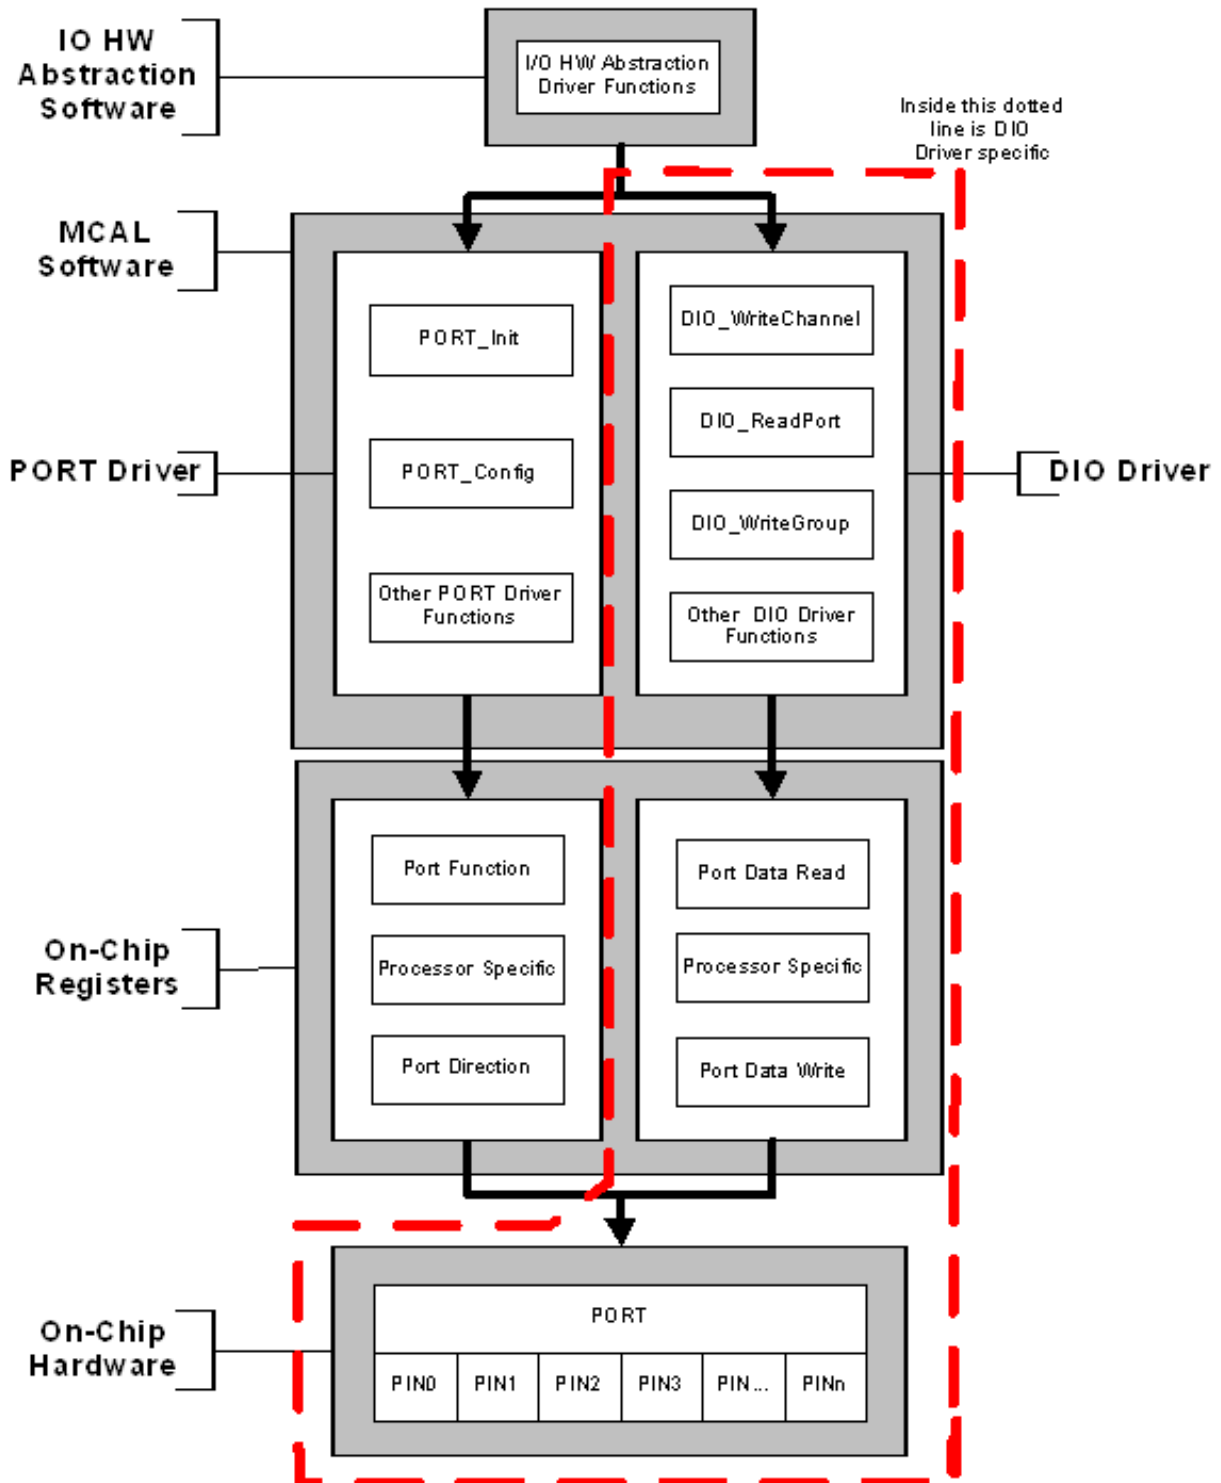 IO HW
Abstraction
Software
I/O HW Abstraction
Driver Functions
Inside this dotted
line is DIO
Driver specific
MCAL
Software
PORT_Init
PORT_Config
Other PORT Driver
Functions
DIO_WriteChannel
DIO_ReadPort
DIO_WriteGroup
Other DIO Driver
Functions
PORT Driver
DIO Driver
On-Chip
Registers
Port Function
Processor Specific
Port Direction
Port Data Read
Processor Specific
Port Data Write
On-Chip
Hardware
PORT
PIN0 PIN1 PIN2 PIN3 PIN... PINn